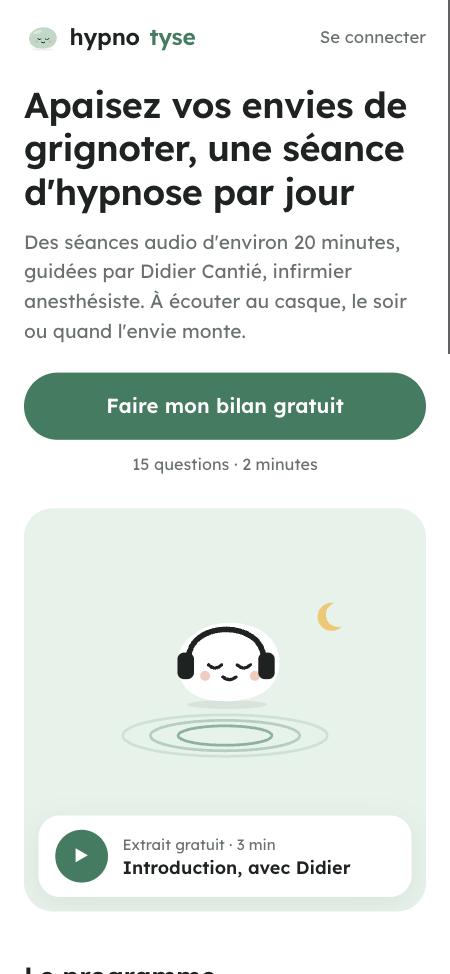 hypno tyse
Se connecter
Apaisez vos envies de
grignoter, une séance
d'hypnose par jour
Des séances audio d'environ 20 minutes,
guidées par Didier Cantié, infirmier
anesthésiste. À écouter au casque, le soir
ou quand l'envie monte.
Faire mon bilan gratuit
15 questions · 2 minutes
Extrait gratuit · 3 min
Introduction, avec Didier
Le programme